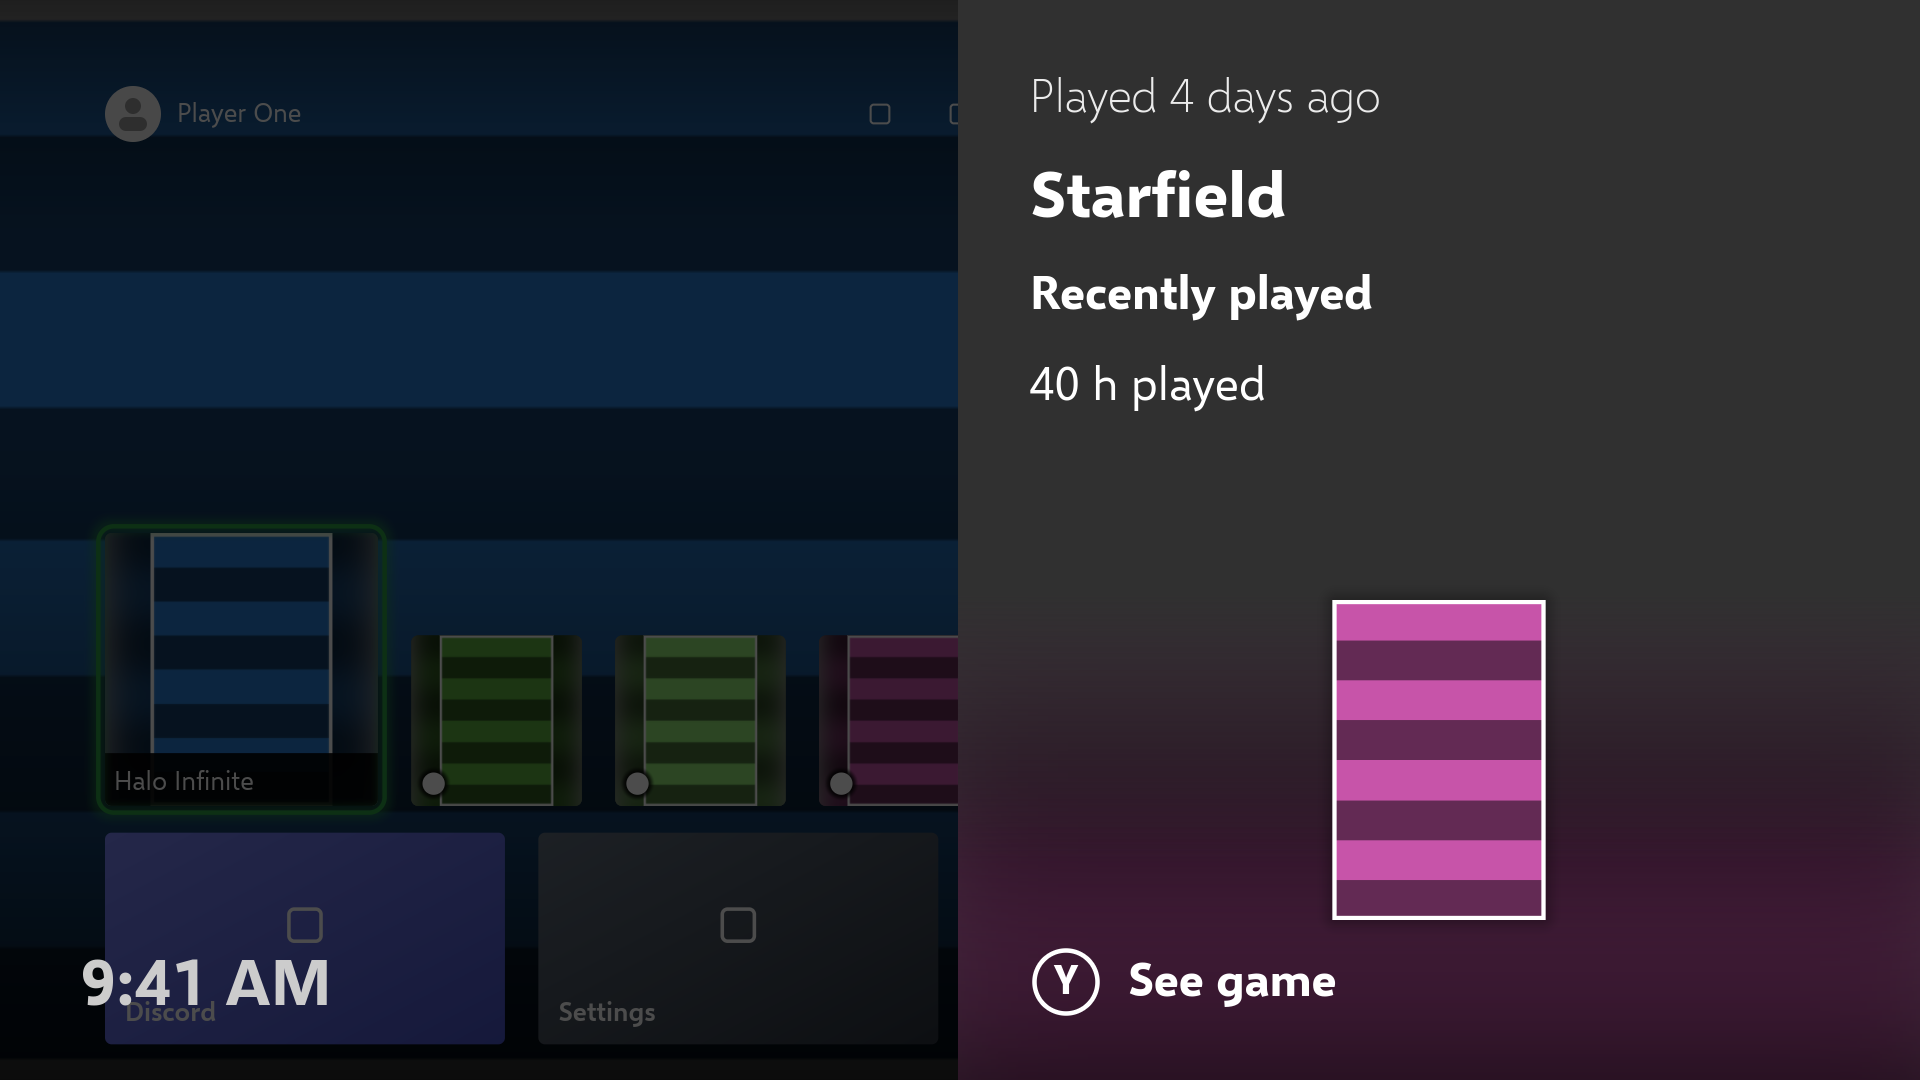 Player One
Halo Infinite
Discord
Settings
9:41 AM
Played 4 days ago
Starfield
Recently played
40 h played
Y See game